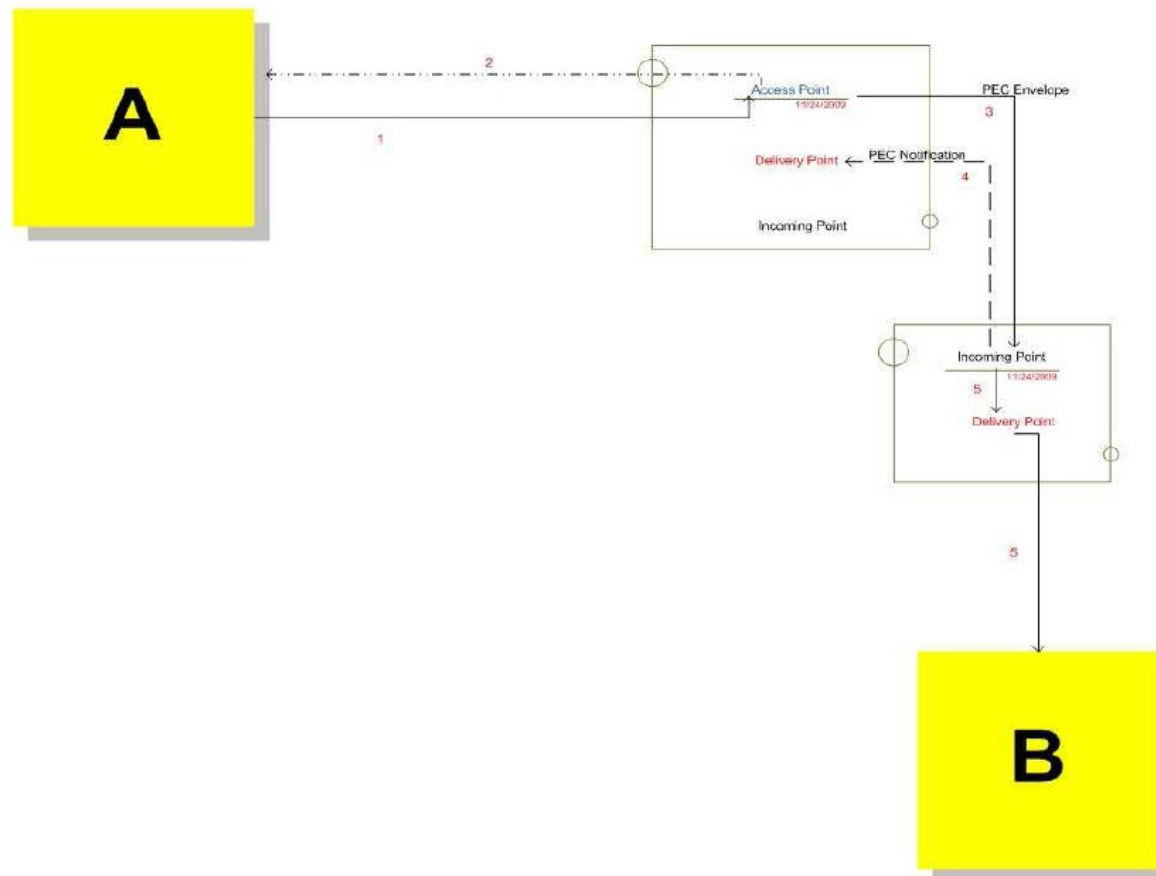 A
2
1
Access Point
11/24/2009
PEC Envelope
3
Delivery Point
PEC Notification
4
Incoming Point
Incoming Point
11/24/2009
5
Delivery Point
5
B